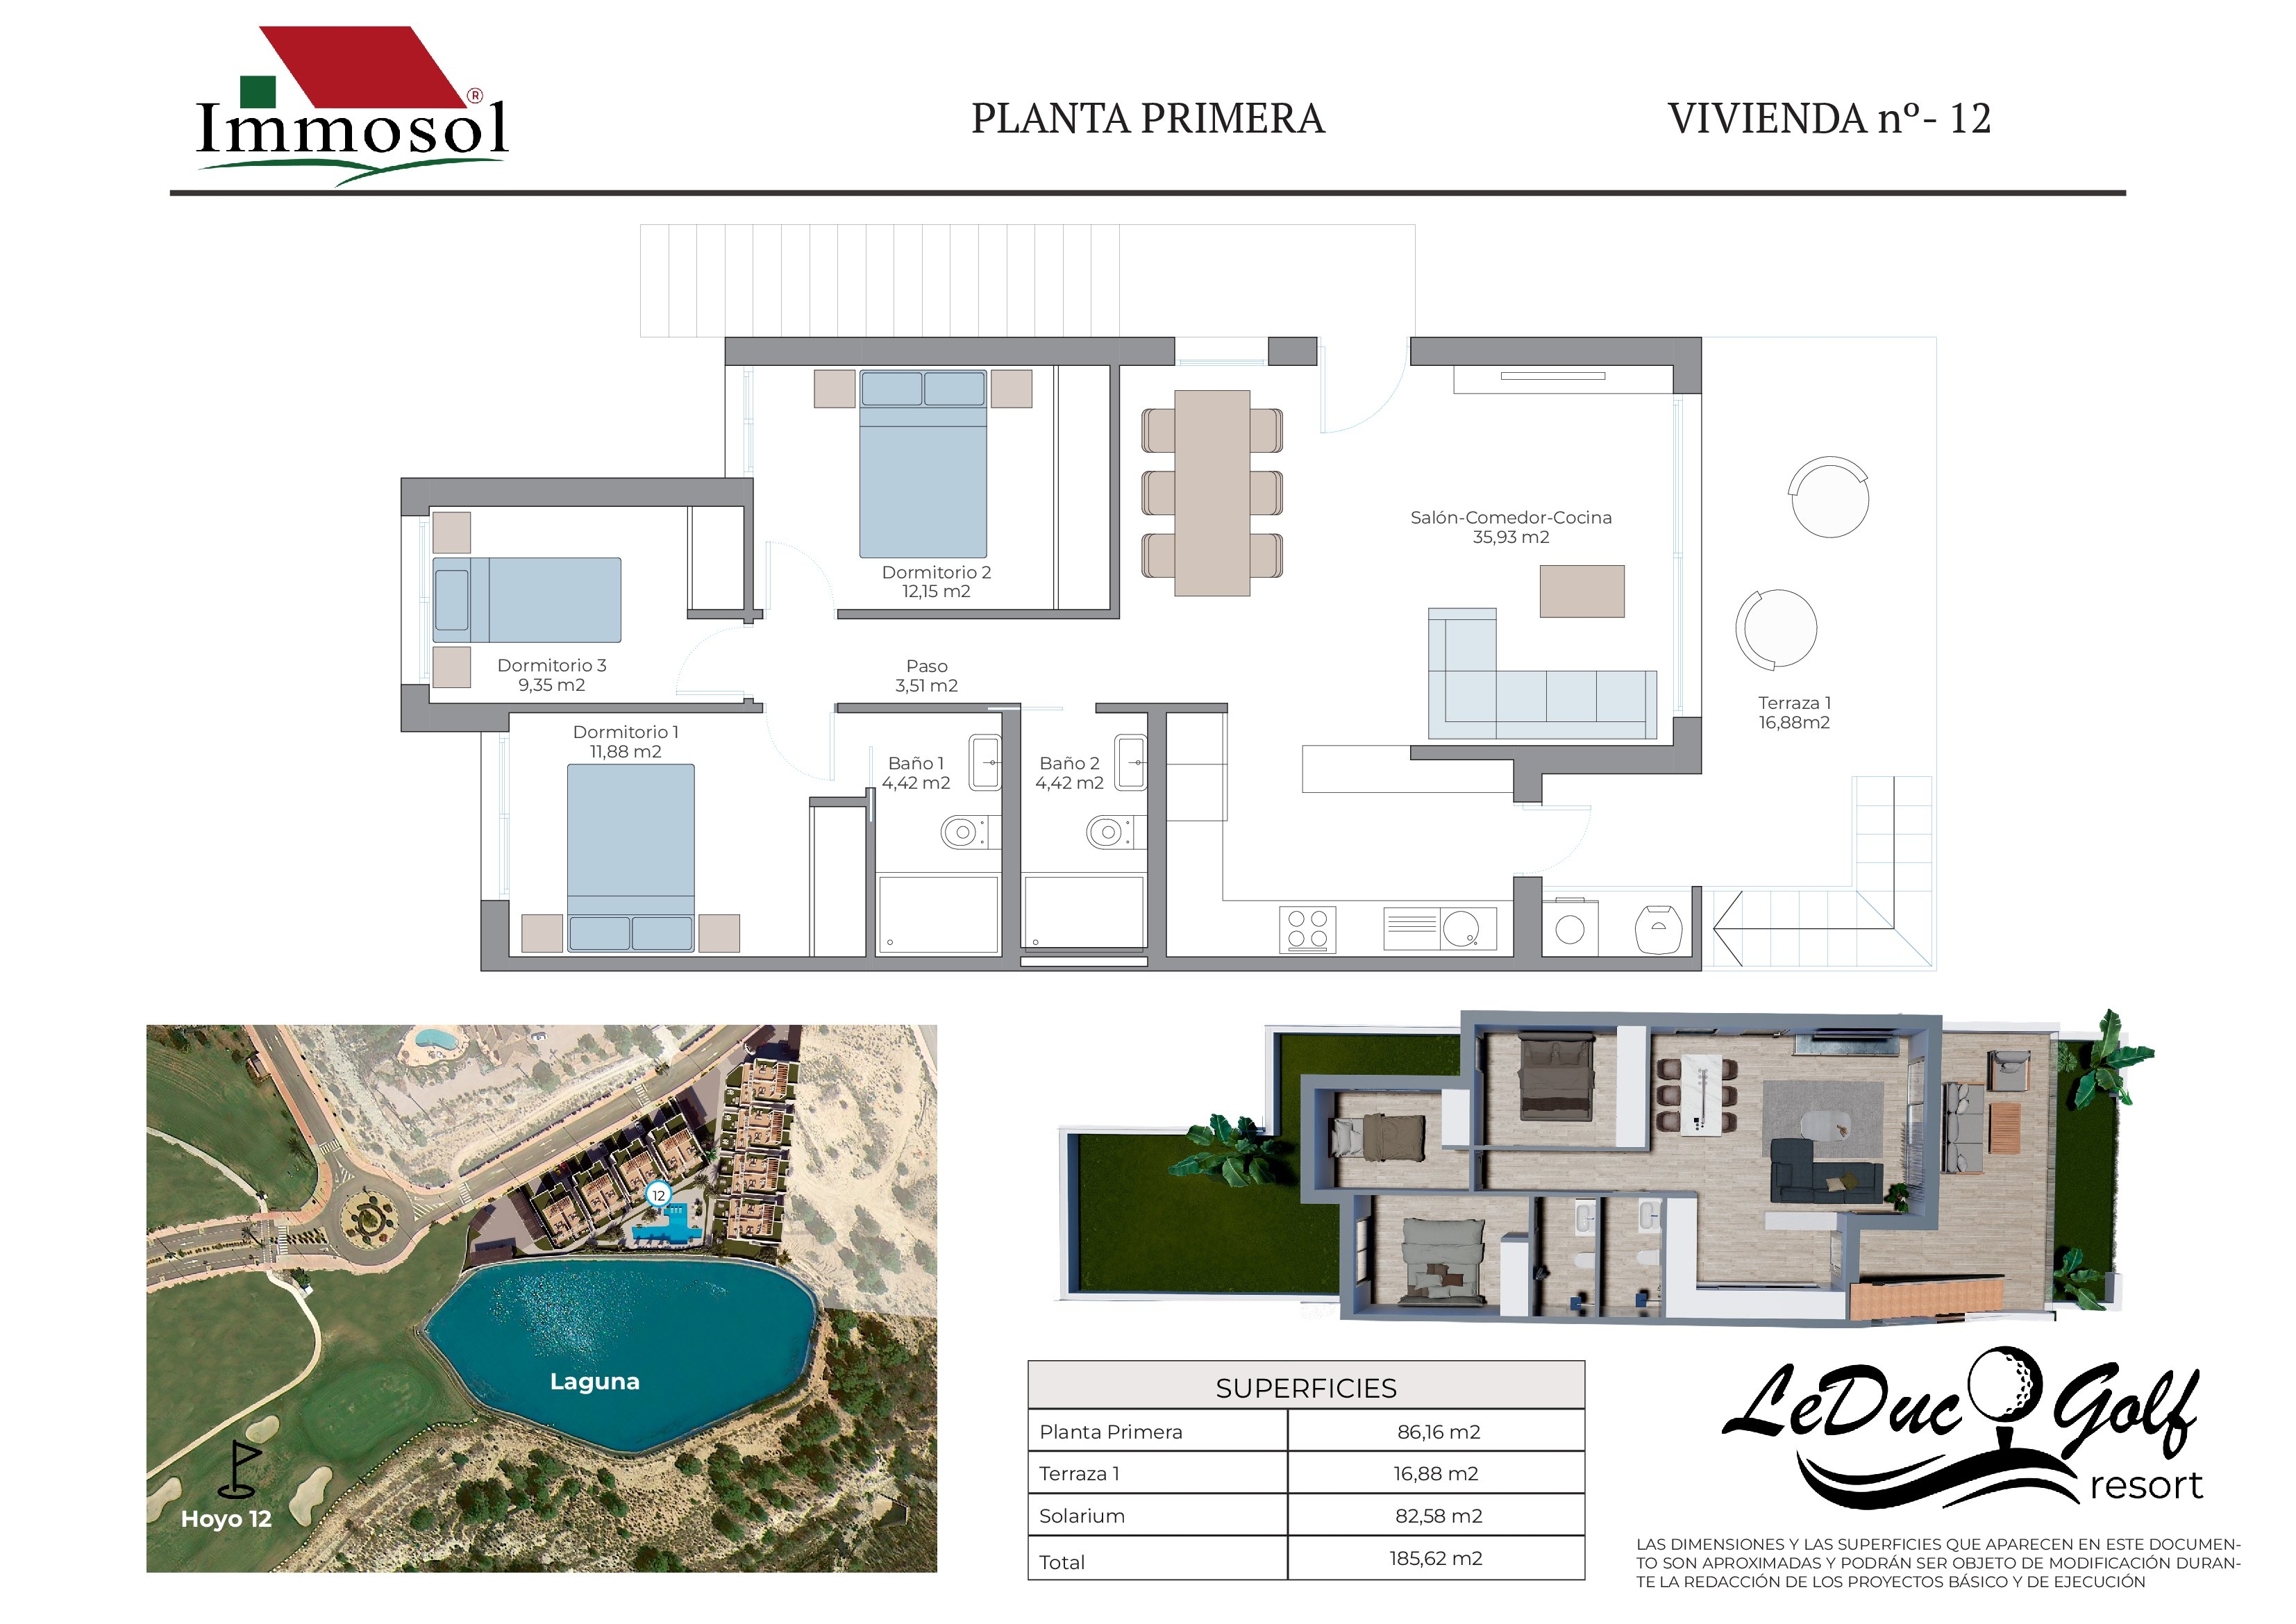 Immosol®
PLANTA PRIMERA
VIVIENDA nº- 12
Salón-Comedor-Cocina
35,93 m2
Dormitorio 2
12,15 m2
Dormitorio 3
9,35 m2
Paso
3,51 m2
Terraza 1
16,88m2
Dormitorio 1
11,88 m2
Baño 1
4,42 m2
Baño 2
4,42 m2
12
Laguna
Hoyo 12
SUPERFICIES
Planta Primera 86,16 m2
Terraza 1 16,88 m2
Solarium 82,58 m2
Total 185,62 m2
LeDuc Golf
resort
LAS DIMENSIONES Y LAS SUPERFICIES QUE APARECEN EN ESTE DOCUMEN-
TO SON APROXIMADAS Y PODRÁN SER OBJETO DE MODIFICACIÓN DURAN-
TE LA REDACCIÓN DE LOS PROYECTOS BÁSICO Y DE EJECUCIÓN